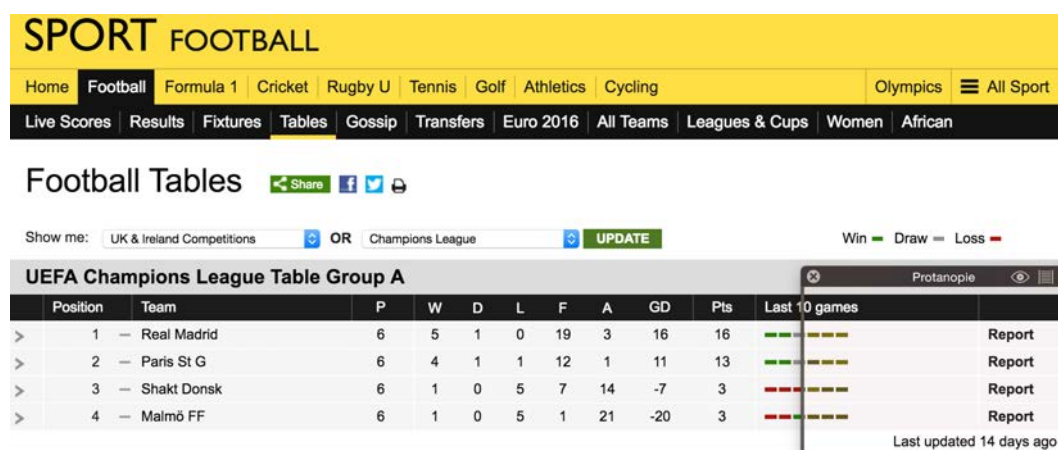 SPORT FOOTBALL
Home Football Formula 1 Cricket Rugby U Tennis Golf Athletics Cycling Olympics All Sport
Live Scores Results Fixtures Tables Gossip Transfers Euro 2016 All Teams Leagues & Cups Women African
Football Tables Share f
Show me: UK & Ireland Competitions OR Champions League UPDATE Win Draw Loss
UEFA Champions League Table Group A Protanopie
Position Team P W D L F A GD Pts Last 10 games
1 Real Madrid 6 5 1 0 19 3 16 16 Report
2 Paris St G 6 4 1 1 12 1 11 13 Report
3 Shakt Donsk 6 1 0 5 7 14 -7 3 Report
4 Malmö FF 6 1 0 5 1 21 -20 3 Report
Last updated 14 days ago